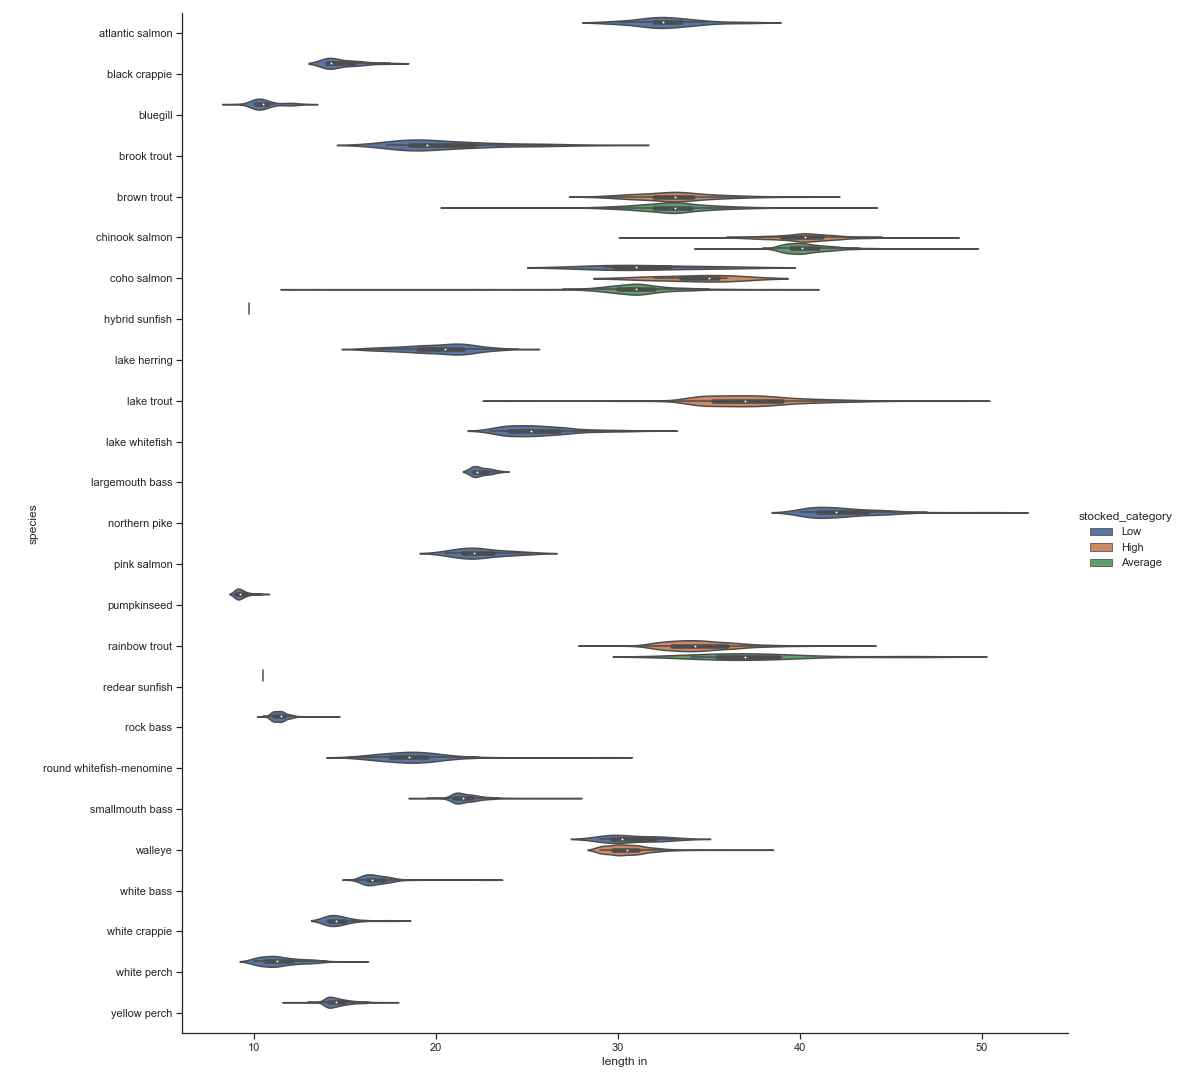 atlantic salmon
black crappie
bluegill
brook trout
brown trout
chinook salmon
coho salmon
hybrid sunfish
lake herring
lake trout
lake whitefish
largemouth bass
northern pike
pink salmon
pumpkinseed
rainbow trout
redear sunfish
rock bass
round whitefish-menomine
smallmouth bass
walleye
white bass
white crappie
white perch
yellow perch
species
10 20 30 40 50
length in
stocked_category
Low
High
Average